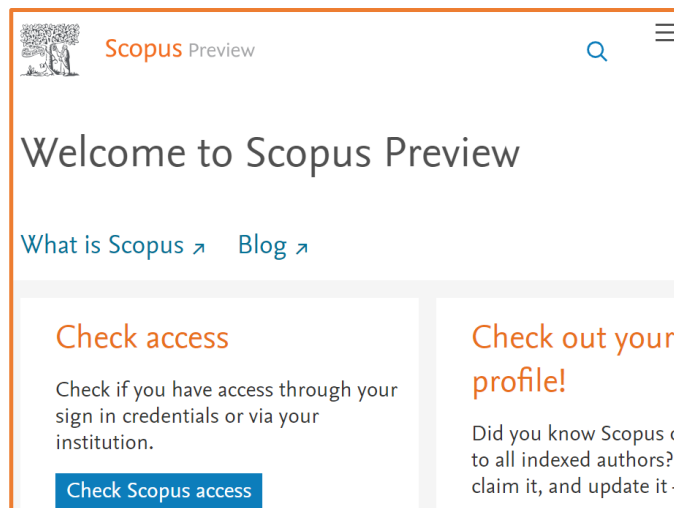 Scopus Preview
Welcome to Scopus Preview
What is Scopus ↗ Blog ↗
Check access
Check if you have access through your
sign in credentials or via your
institution.
Check Scopus access
Check out your
profile!
Did you know Scopus
to all indexed authors?
claim it, and update it